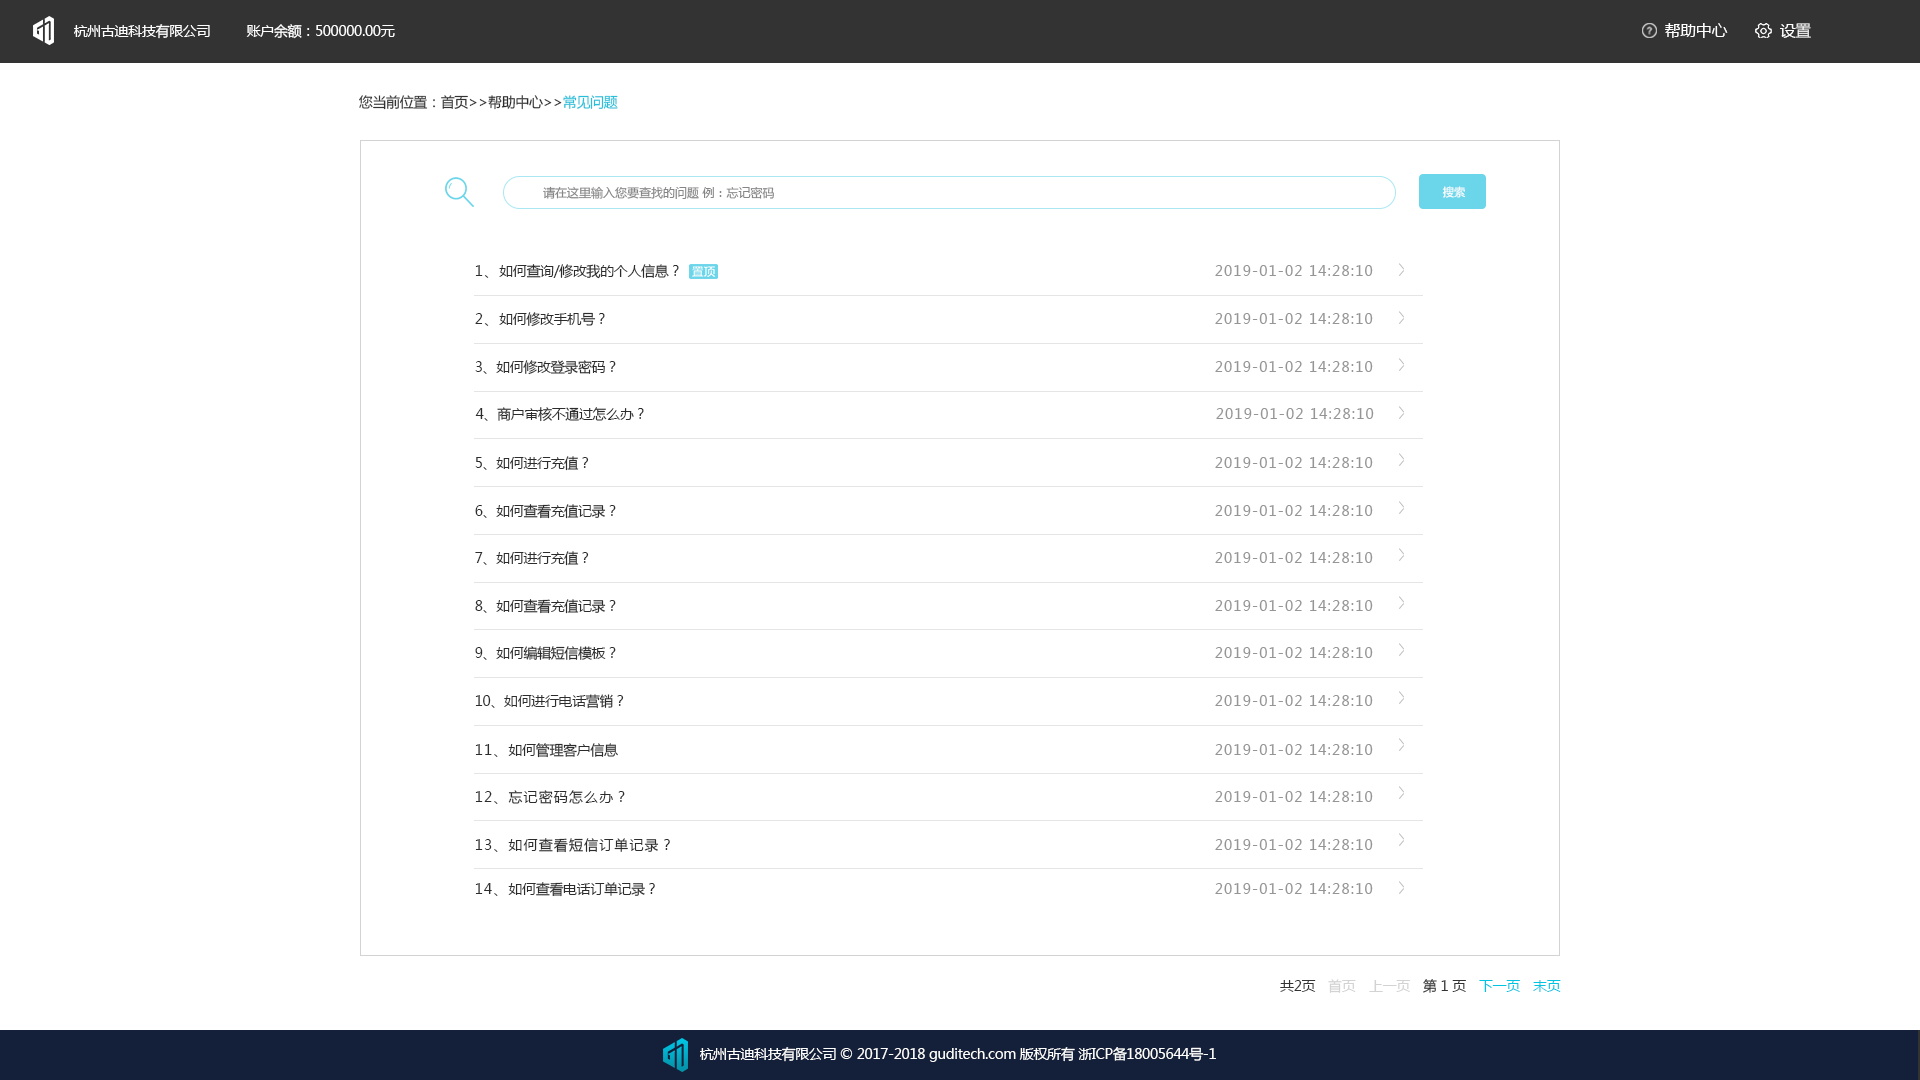 杭州古迪科技有限公司 账户余额：500000.00元 帮助中心 设置
您当前位置：首页>>帮助中心>>常见问题
请在这里输入您要查找的问题 例：忘记密码 搜索
1、如何查询/修改我的个人信息？ 置顶 2019-01-02 14:28:10
2、如何修改手机号？ 2019-01-02 14:28:10
3、如何修改登录密码？ 2019-01-02 14:28:10
4、商户审核不通过怎么办？ 2019-01-02 14:28:10
5、如何进行充值？ 2019-01-02 14:28:10
6、如何查看充值记录？ 2019-01-02 14:28:10
7、如何进行充值？ 2019-01-02 14:28:10
8、如何查看充值记录？ 2019-01-02 14:28:10
9、如何编辑短信模板？ 2019-01-02 14:28:10
10、如何进行电话营销？ 2019-01-02 14:28:10
11、如何管理客户信息 2019-01-02 14:28:10
12、忘记密码怎么办？ 2019-01-02 14:28:10
13、如何查看短信订单记录？ 2019-01-02 14:28:10
14、如何查看电话订单记录？ 2019-01-02 14:28:10
共2页 首页 上一页 第 1 页 下一页 末页
杭州古迪科技有限公司 © 2017-2018 guditech.com 版权所有 浙ICP备18005644号-1